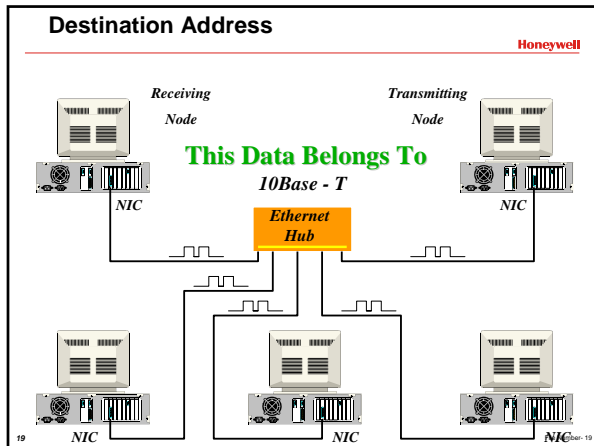 Destination Address
Honeywell
Receiving
Node
Transmitting
Node
This Data Belongs To
10Base - T
NIC
NIC
Ethernet
Hub
19
NIC
NIC
NIC
- 19